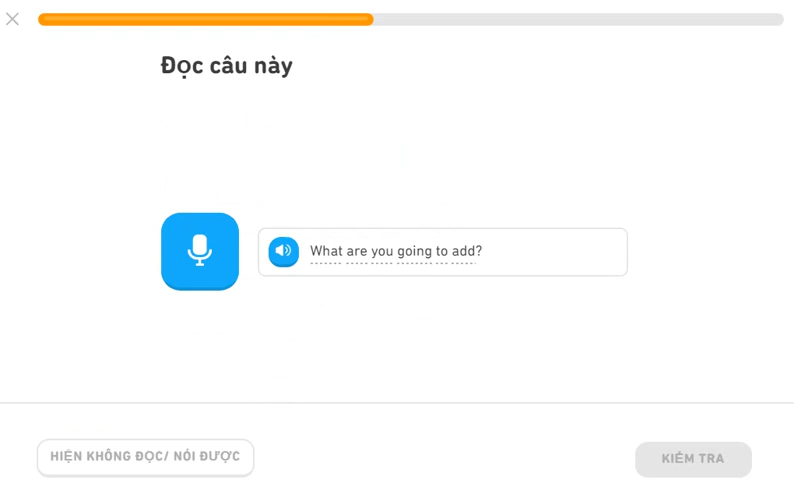 Đọc câu này
What are you going to add?
HIỆN KHÔNG ĐỌC/ NÓI ĐƯỢC
KIỂM TRA